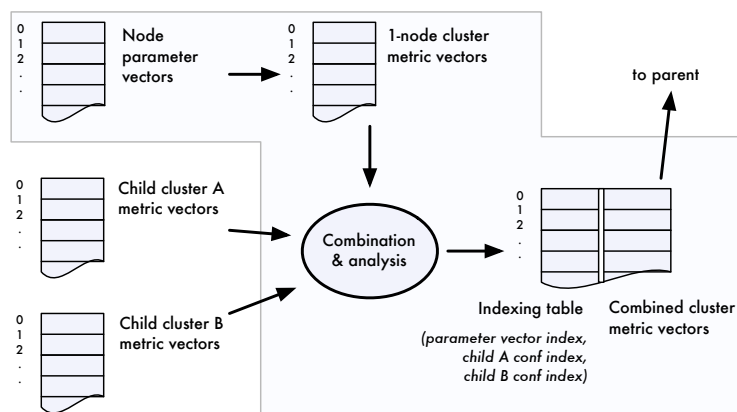 0
1
2
.
.
Node
parameter
vectors
0
1
2
.
.
1-node cluster
metric vectors
to parent
0
1
2
.
.
Child cluster A
metric vectors
Combination
& analysis
0
1
2
.
.
Indexing table
(parameter vector index,
child A conf index,
child B conf index)
Combined cluster
metric vectors
0
1
2
.
.
Child cluster B
metric vectors